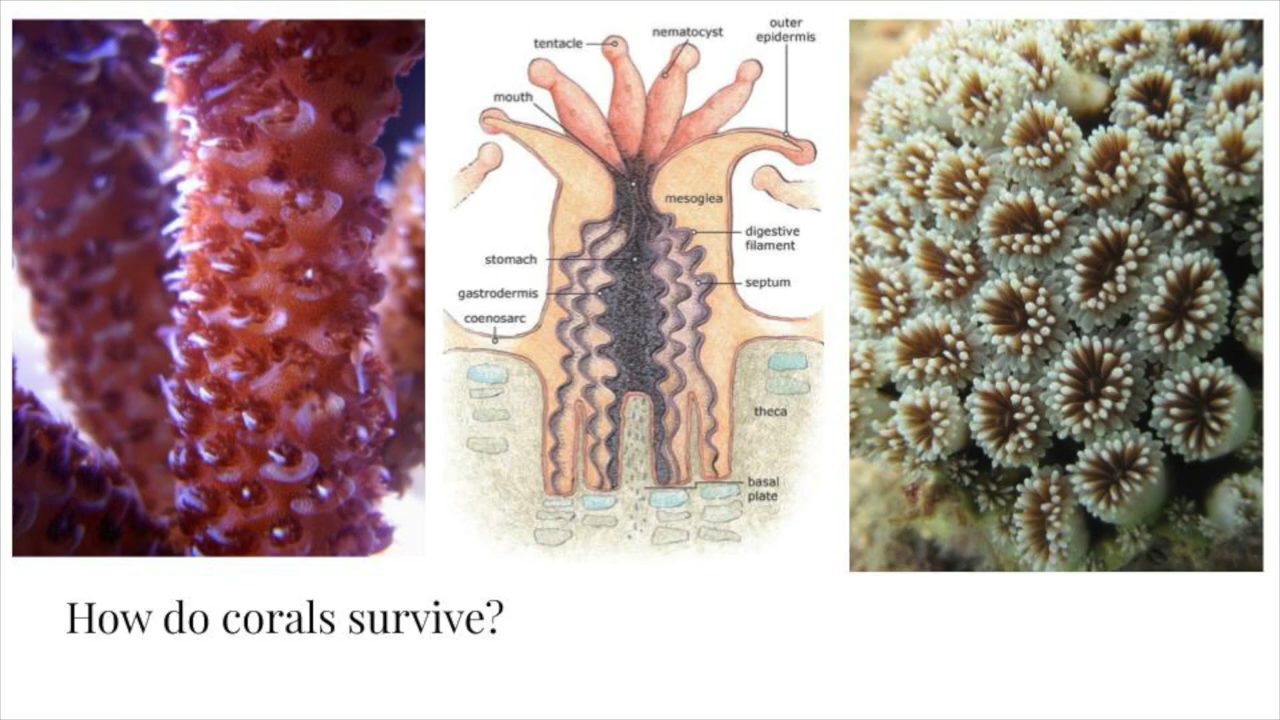 tentacle
nematocyst
outer
epidermis
mouth
mesoglea
digestive
filament
stomach
septum
gastrodermis
coenosarc
theca
basal
plate
How do corals survive?